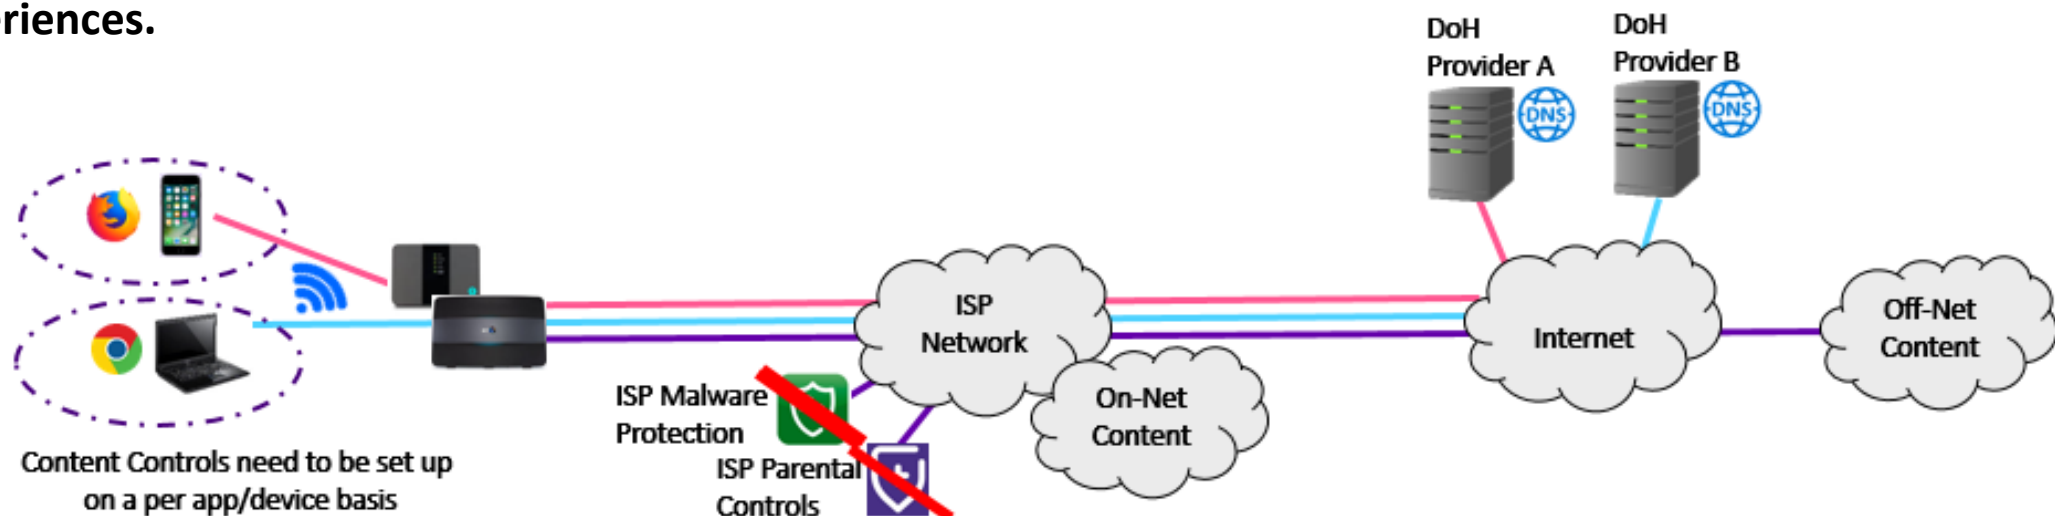 riences.
DoH
Provider A
DoH
Provider B
DNS
DNS
ISP
Network
Internet
Off-Net
Content
On-Net
Content
ISP Malware
Protection
ISP Parental
Controls
Content Controls need to be set up
on a per app/device basis